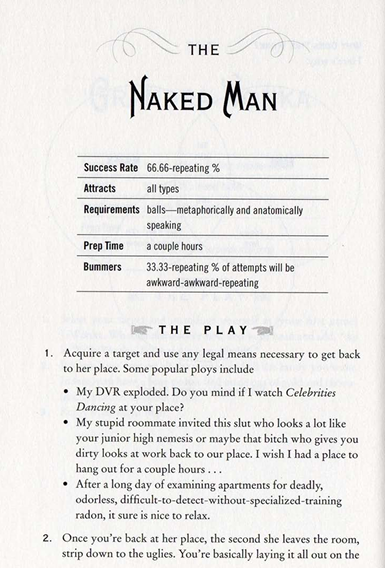 THE
NAKED MAN
Success Rate 66.66-repeating %
Attracts all types
Requirements balls—metaphorically and anatomically
speaking
Prep Time a couple hours
Bummers 33.33-repeating % of attempts will be
awkward-awkward-repeating
THE PLAY
1. Acquire a target and use any legal means necessary to get back
to her place. Some popular ploys include
• My DVR exploded. Do you mind if I watch Celebrities
Dancing at your place?
• My stupid roommate invited this slut who looks a lot like
your junior high nemesis or maybe that bitch who gives you
dirty looks at work back to our place. I wish I had a place to
hang out for a couple hours . . .
• After a long day of examining apartments for deadly,
odorless, difficult-to-detect-without-specialized-training
radon, it sure is nice to relax.
2. Once you're back at her place, the second she leaves the room,
strip down to the uglies. You're basically laying it all out on the